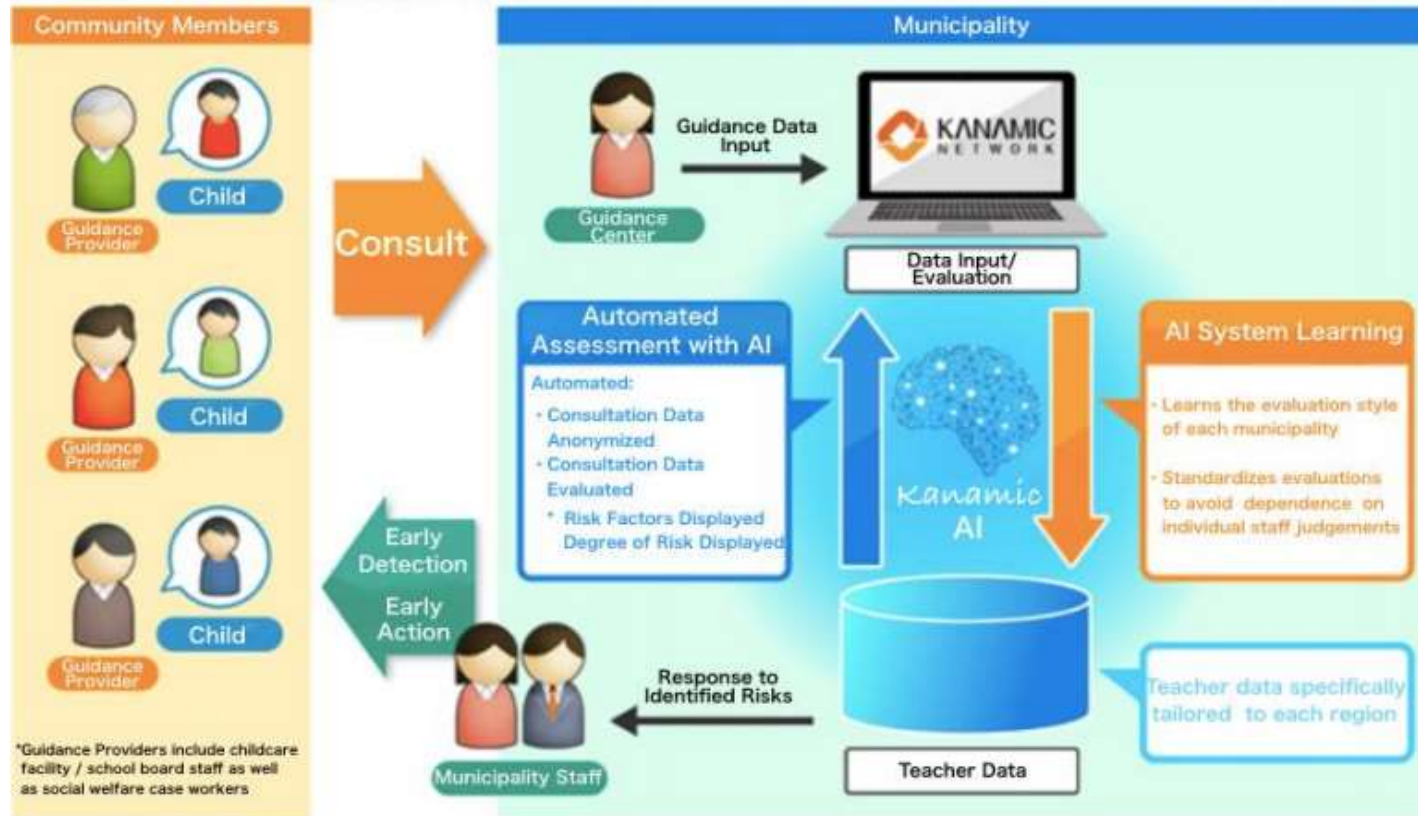 Community Members
Child
Guidance
Provider
Child
Guidance
Provider
Child
Guidance
Provider
*Guidance Providers include childcare
facility / school board staff as well
as social welfare case workers
Consult
Early
Detection
Early
Action
Municipality
Guidance
Center
Guidance Data
Input
KANAMIC
NETWORK
Data Input/
Evaluation
Automated
Assessment with AI
Automated:
・Consultation Data
Anonymized
・Consultation Data
Evaluated
* Risk Factors Displayed
Degree of Risk Displayed
Kanamic
AI
AI System Learning
・Learns the evaluation style
of each municipality
・Standardizes evaluations
to avoid dependence on
individual staff judgements
Teacher data specifically
tailored to each region
Teacher Data
Response to
Identified Risks
Municipality Staff